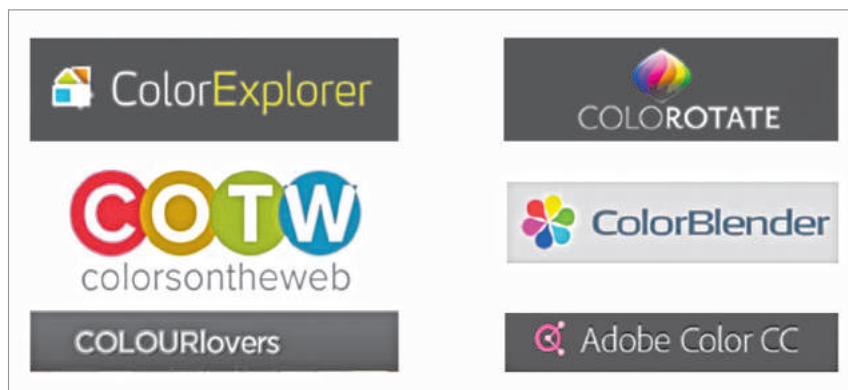 ColorExplorer
COLOROTATE
COTW
colorsontheweb
ColorBlender
COLOURlovers
Adobe Color CC